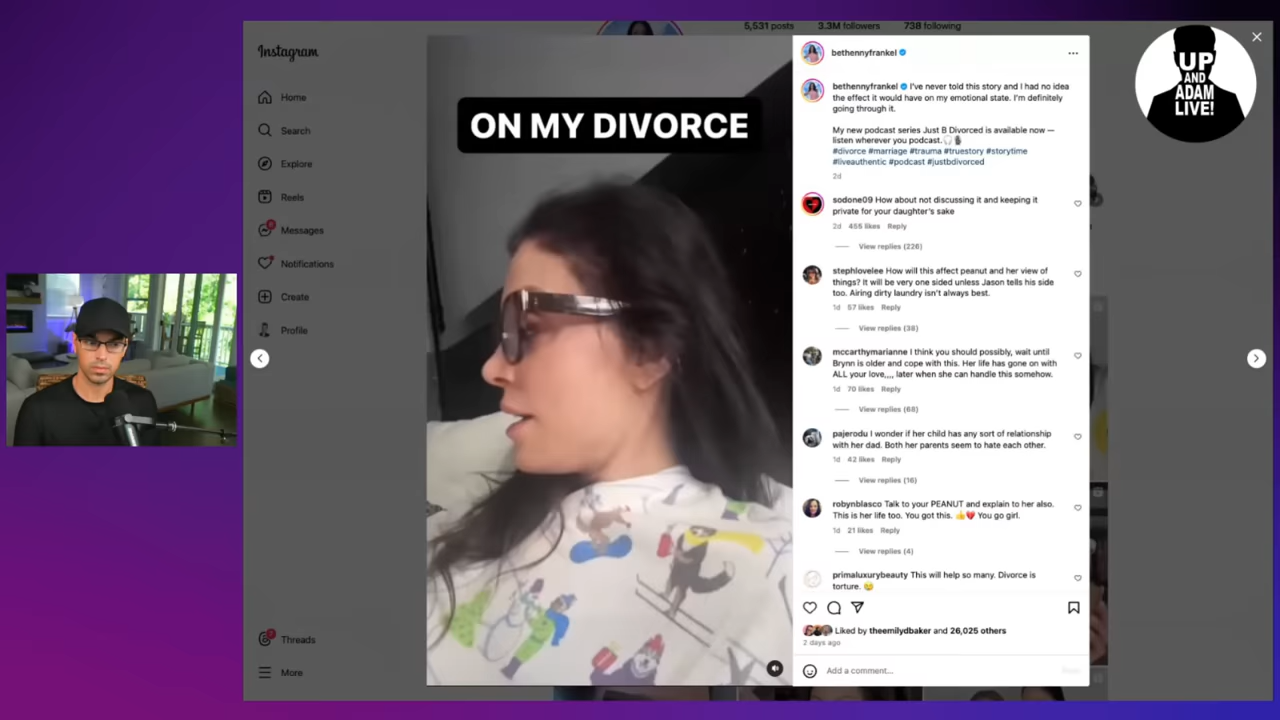 5,531 posts 3.3M followers 738 following
Instagram
Home
Search
Explore
Reels
Messages
Notifications
Create
Profile
Threads
More
ON MY DIVORCE
bethennyfrankel
bethennyfrankel I've never told this story and I had no idea
the effect it would have on my emotional state. I'm definitely
going through it.
My new podcast series Just B Divorced is available now —
listen wherever you podcast.
#divorce #marriage #trauma #truestory #storytime
#liveauthentic #podcast #justbdivorced
2d
sodone09 How about not discussing it and keeping it
private for your daughter's sake
2d 455 likes Reply
View replies (226)
stephlovelee How will this affect peanut and her view of
things? It will be very one sided unless Jason tells his side
too. Airing dirty laundry isn't always best.
1d 57 likes Reply
View replies (38)
mccarthymarianne I think you should possibly, wait until
Brynn is older and cope with this. Her life has gone on with
ALL your love,,,, later when she can handle this somehow.
1d 70 likes Reply
View replies (68)
pajerodu I wonder if her child has any sort of relationship
with her dad. Both her parents seem to hate each other.
1d 42 likes Reply
View replies (16)
robynblasco Talk to your PEANUT and explain to her also.
This is her life too. You got this. 👍💔 You go girl.
1d 21 likes Reply
View replies (4)
primaluxurybeauty This will help so many. Divorce is
torture. 😢
Liked by theemilydbaker and 26,025 others
2 days ago
Add a comment...
Post
UP
AND
ADAM
LIVE!